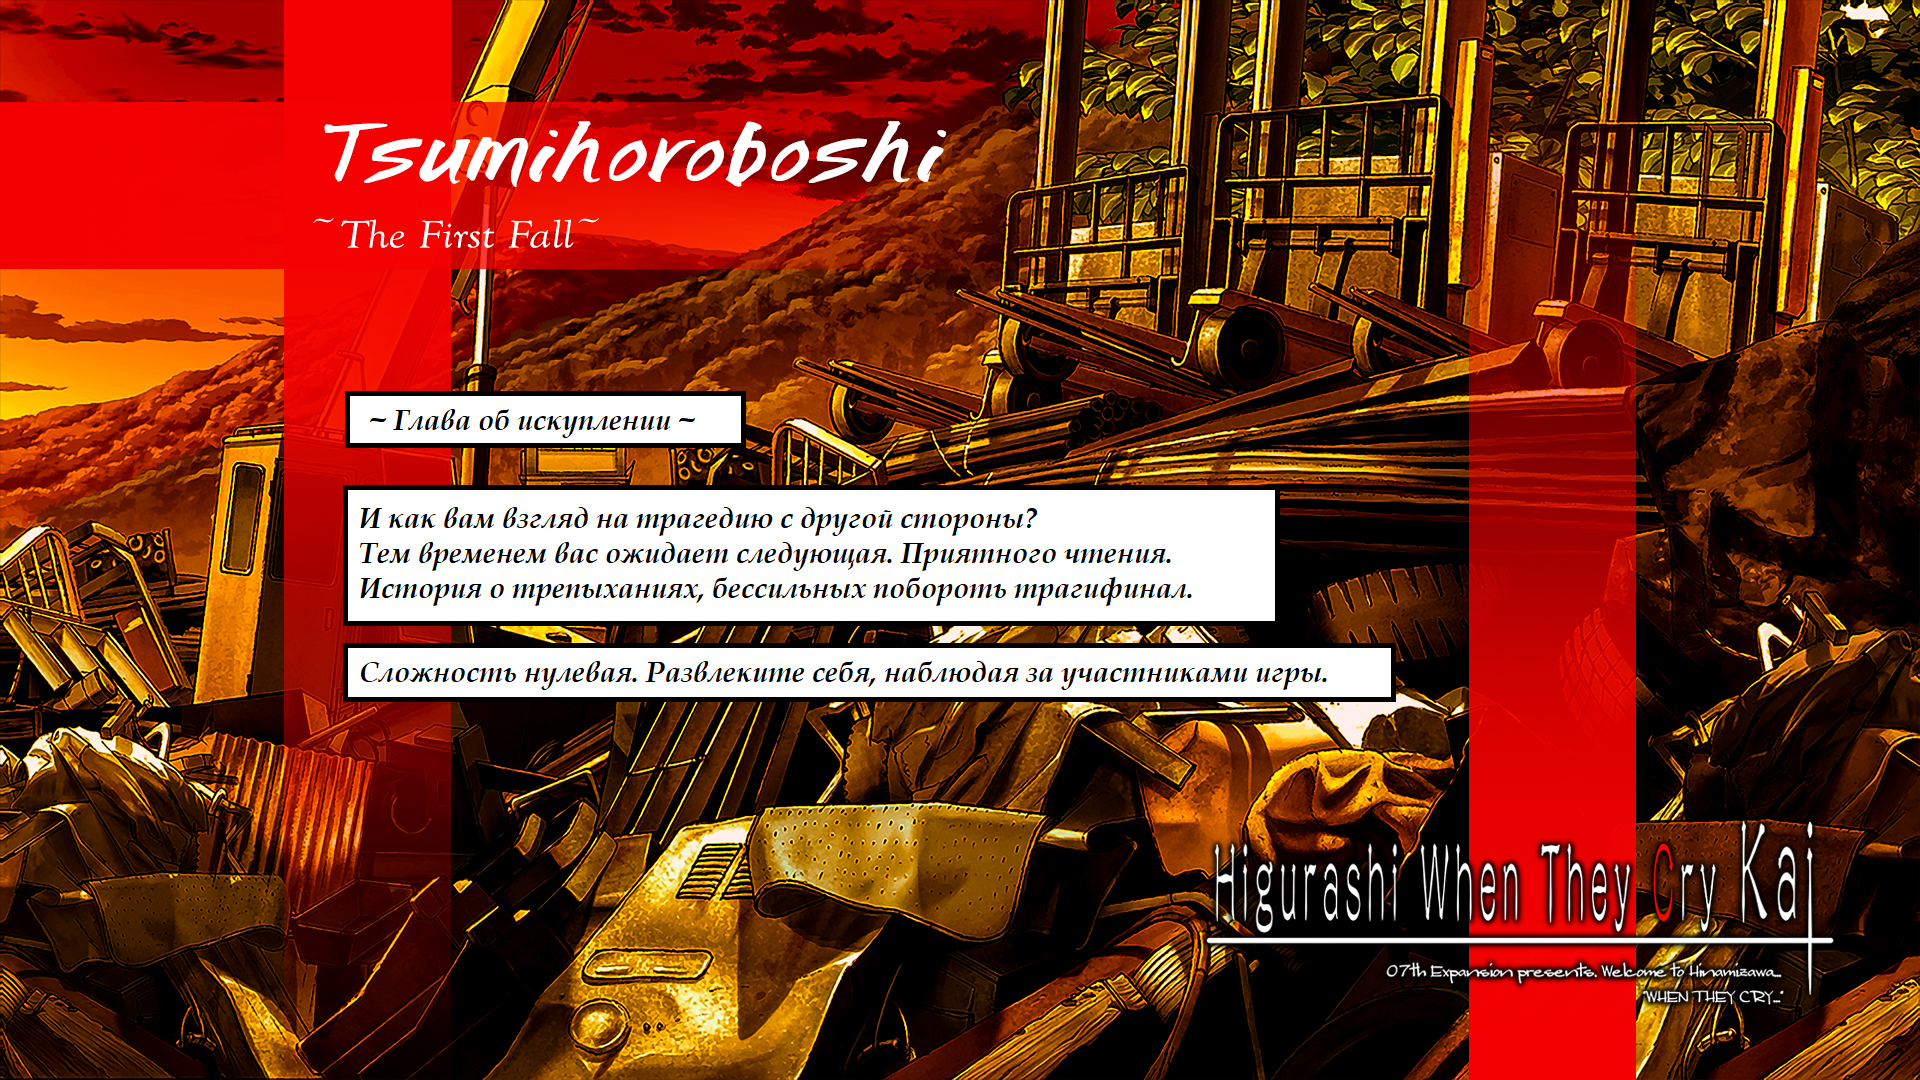 Tsumihoroboshi
~The First Fall~
~ Глава об искуплении ~
И как вам взгляд на трагедию с другой стороны?
Тем временем вас ожидает следующая. Приятного чтения.
История о трепыханиях, бессильных побороть трагифинал.
Сложность нулевая. Развлеките себя, наблюдая за участниками игры.
Higurashi When They Cry Kai
07th Expansion presents. Welcome to Hinamizawa...
"WHEN THEY CRY..."